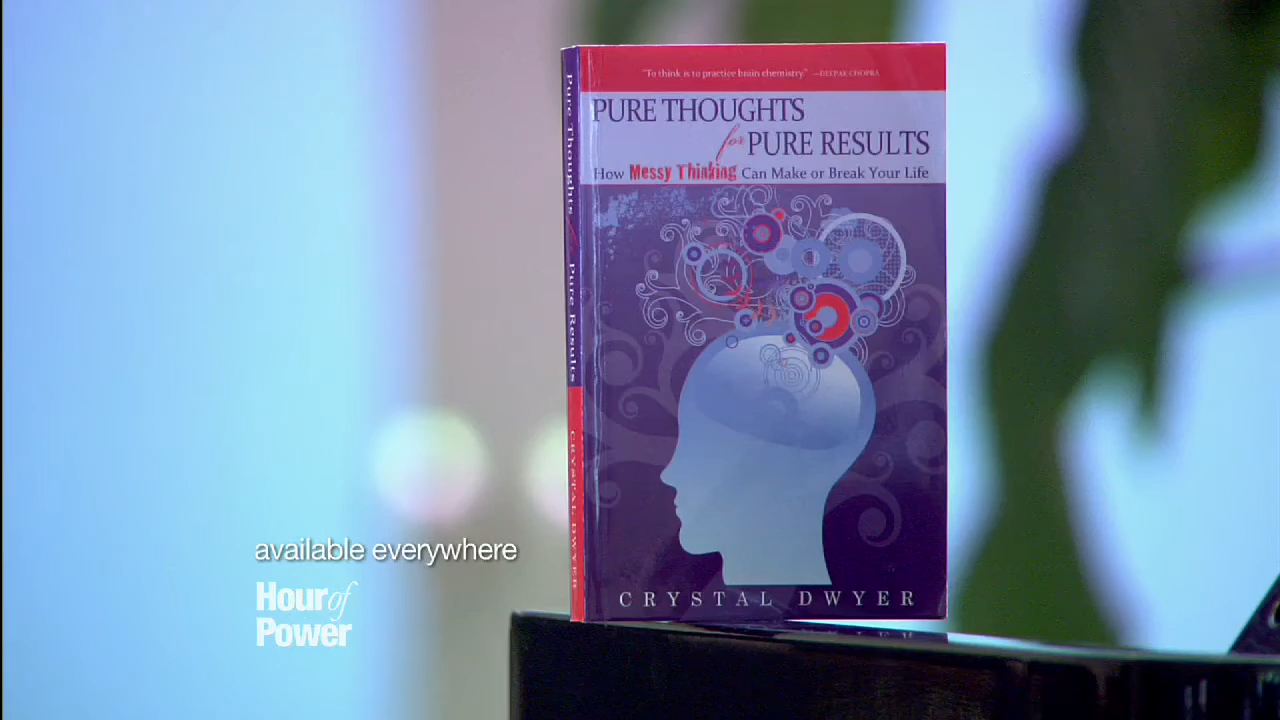 "To think is to practice brain chemistry." —DEEPAK CHOPRA
PURE THOUGHTS
for PURE RESULTS
How Messy Thinking Can Make or Break Your Life
Pure Thoughts / Pure Results CRYSTAL DWYER
CRYSTAL DWYER
available everywhere
Hour of
Power